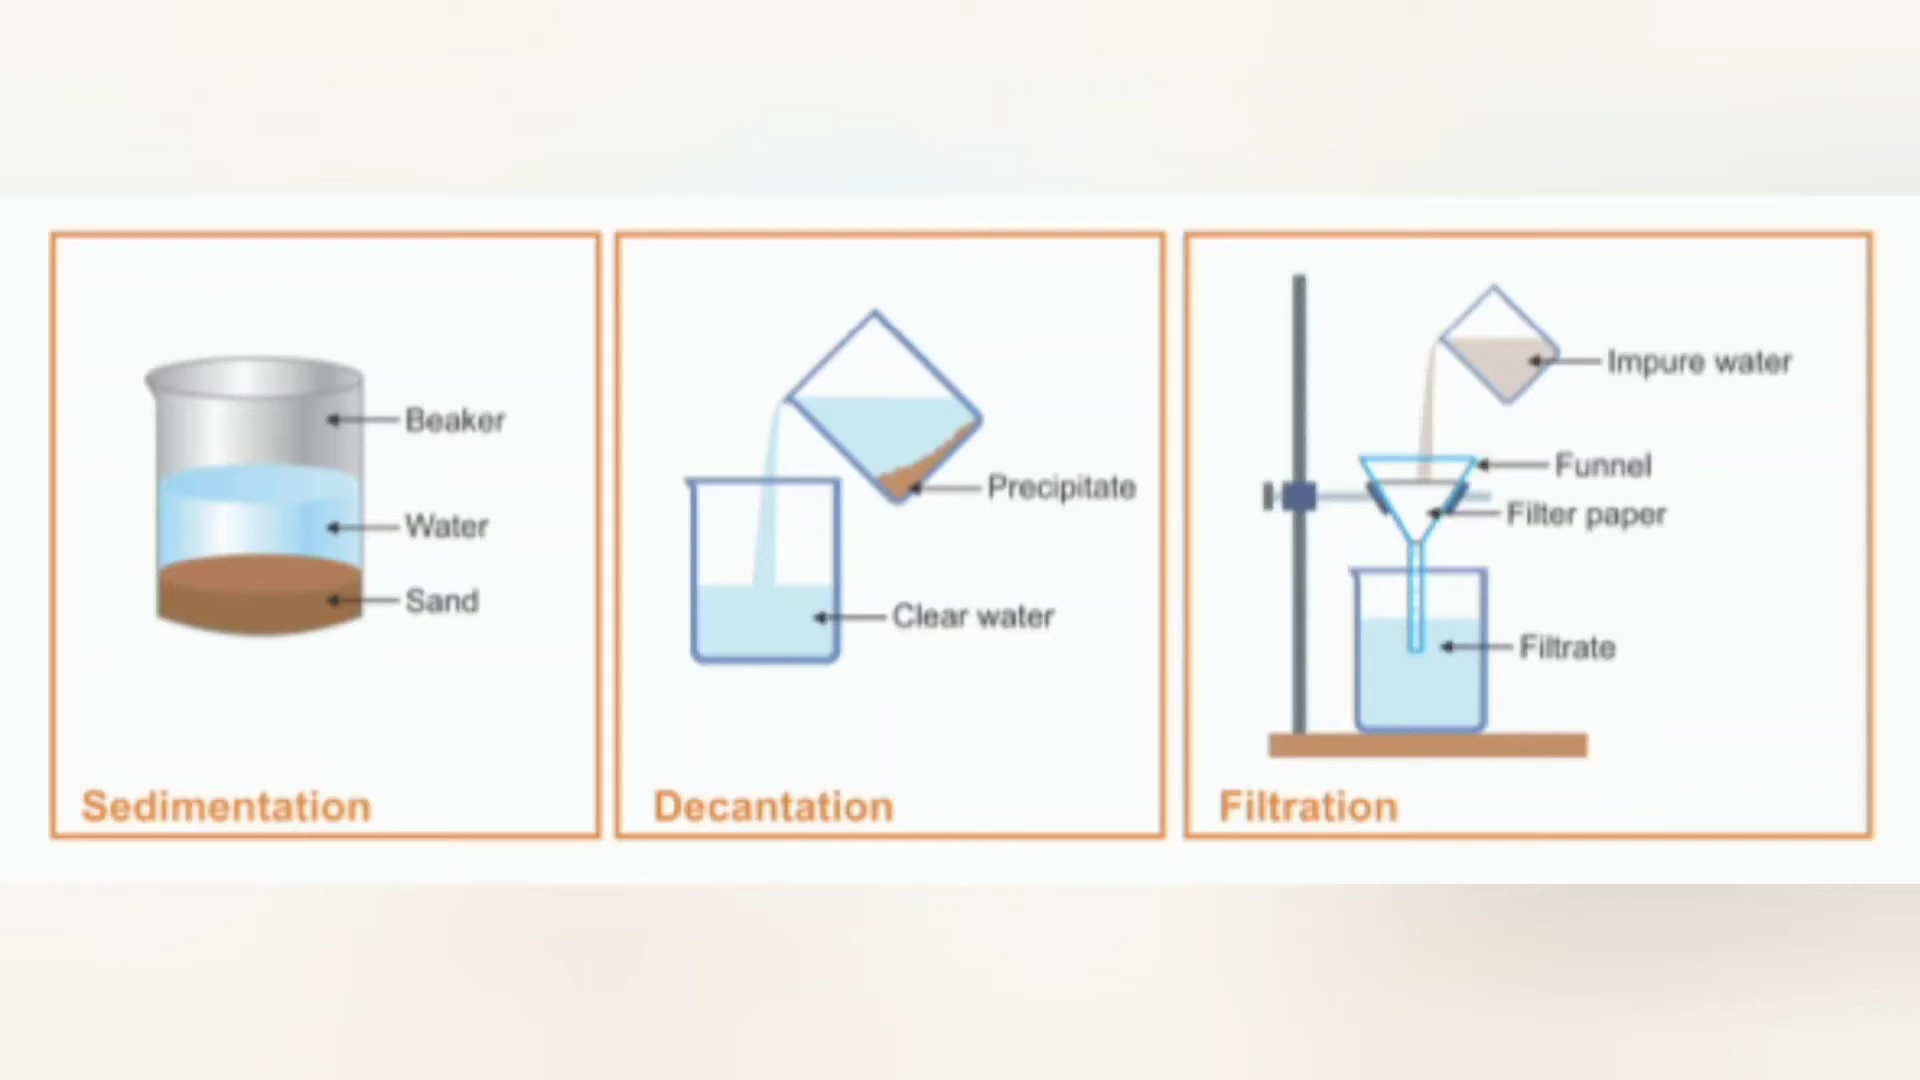 Beaker
Water
Sand
Sedimentation
Precipitate
Clear water
Decantation
Impure water
Funnel
Filter paper
Filtrate
Filtration